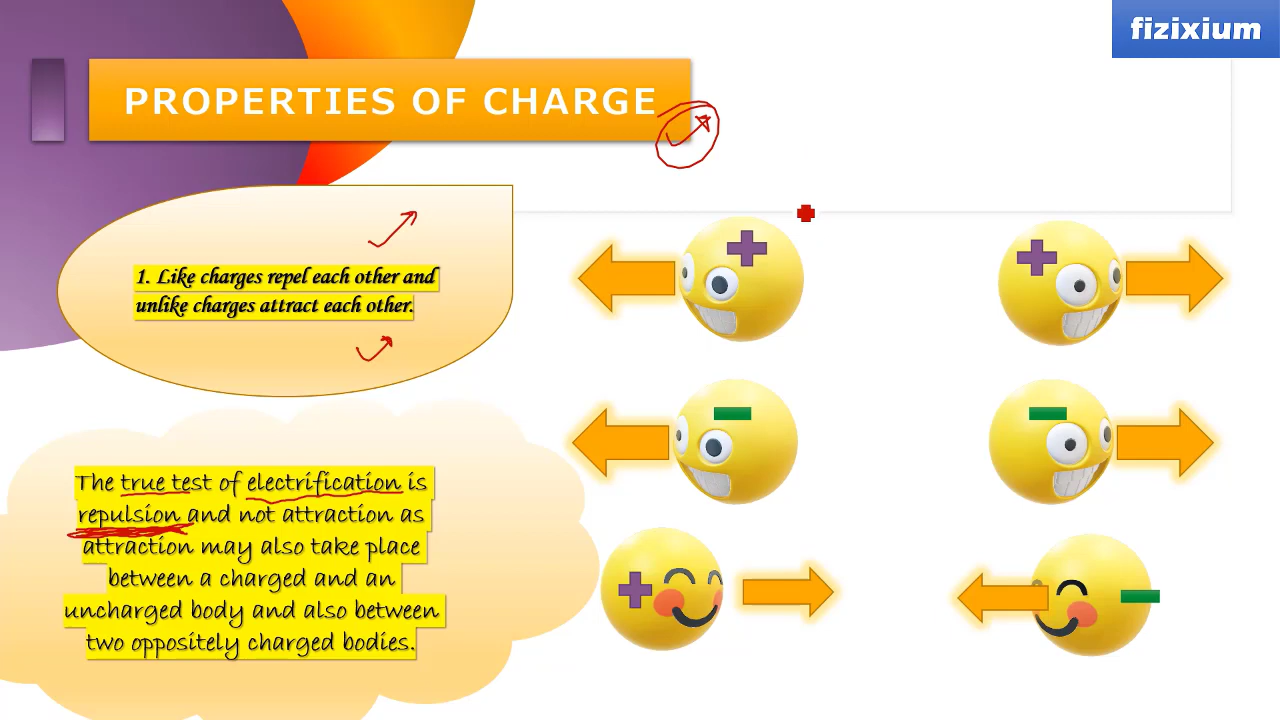 fizixium
PROPERTIES OF CHARGE
1. Like charges repel each other and
unlike charges attract each other.
The true test of electrification is
repulsion and not attraction as
attraction may also take place
between a charged and an
uncharged body and also between
two oppositely charged bodies.